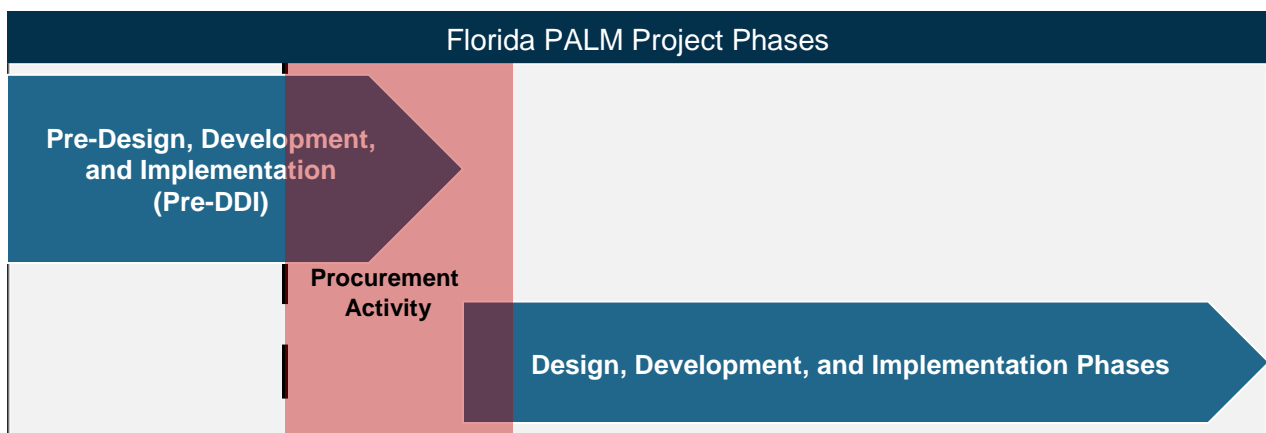 Florida PALM Project Phases
Pre-Design, Development,
and Implementation
(Pre-DDI)
Procurement
Activity
Design, Development, and Implementation Phases